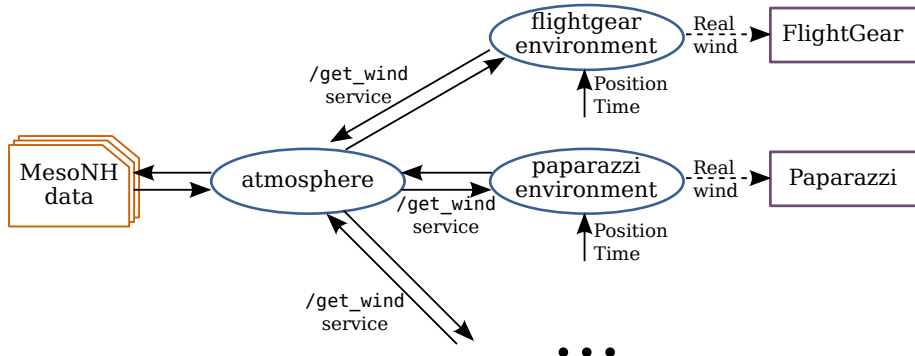 flightgear
environment
Real
wind
FlightGear
/get_wind
service
Position
Time
MesoNH
data
atmosphere
paparazzi
environment
Real
wind
Paparazzi
/get_wind
service
Position
Time
/get_wind
service